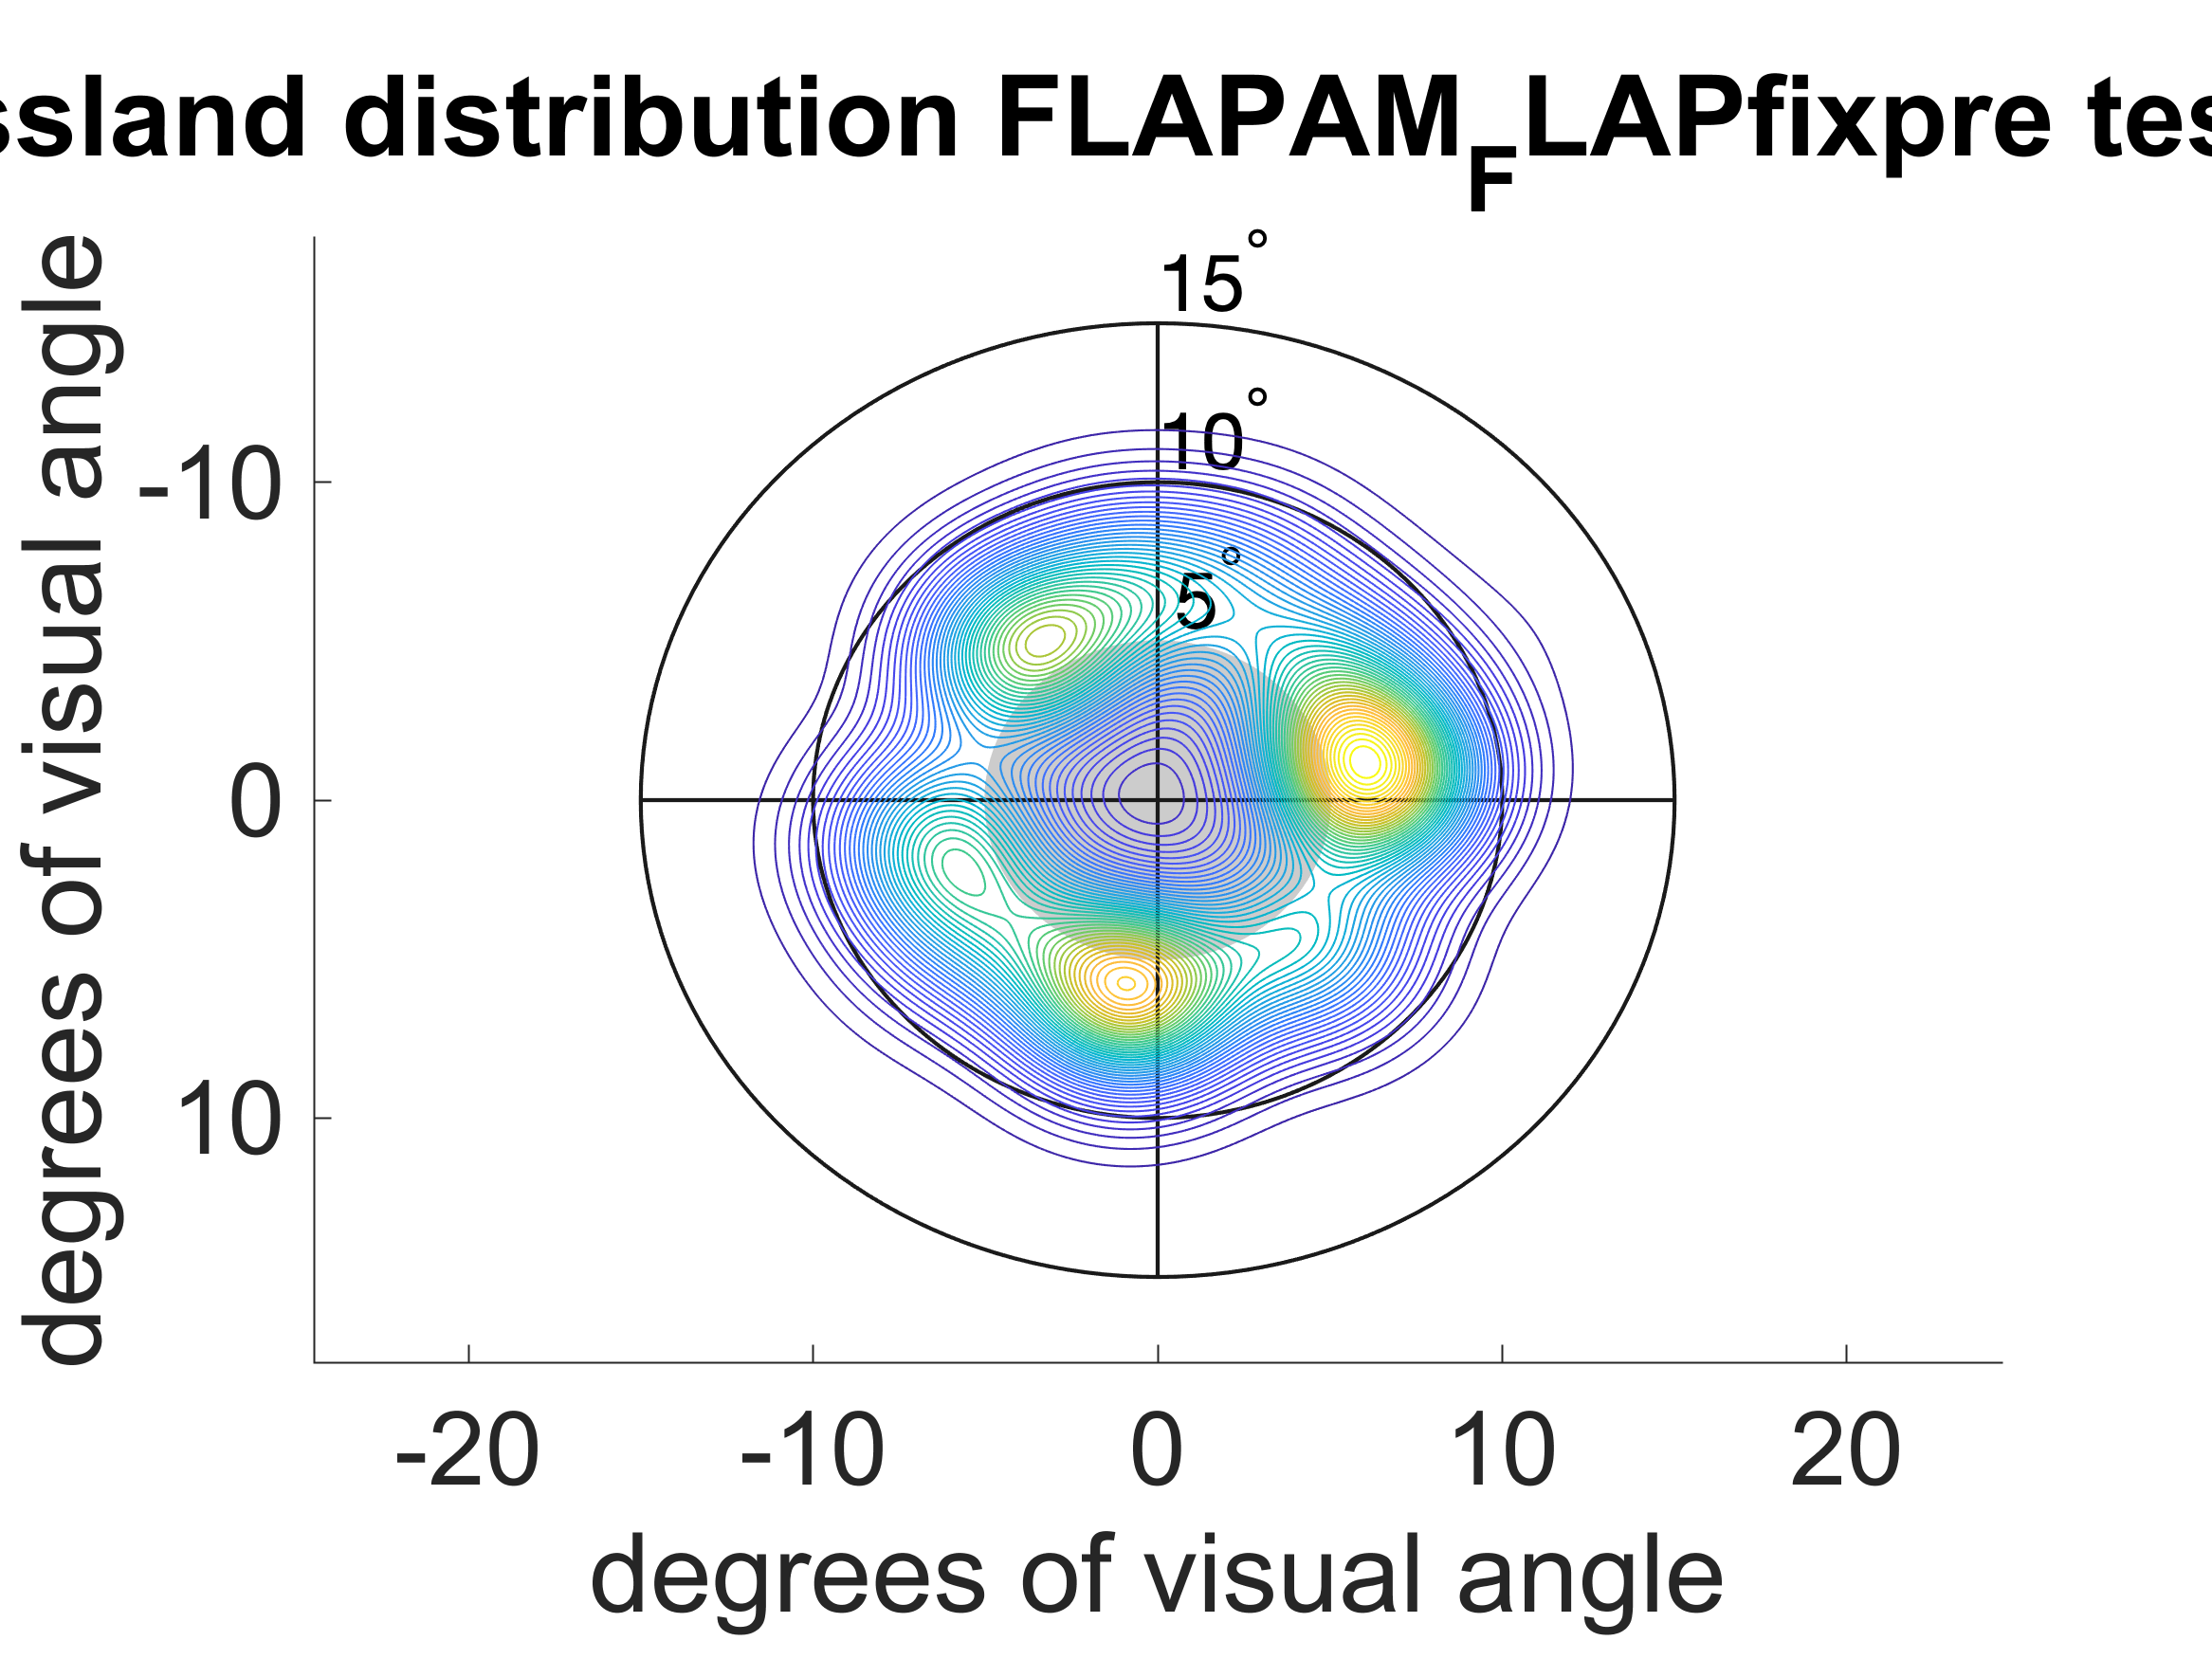 ssland distribution FLAPAM_FLAPfixpre tes
degrees of visual angle
-10
0
10
15°
10°
5°
-20 -10 0 10 20
degrees of visual angle